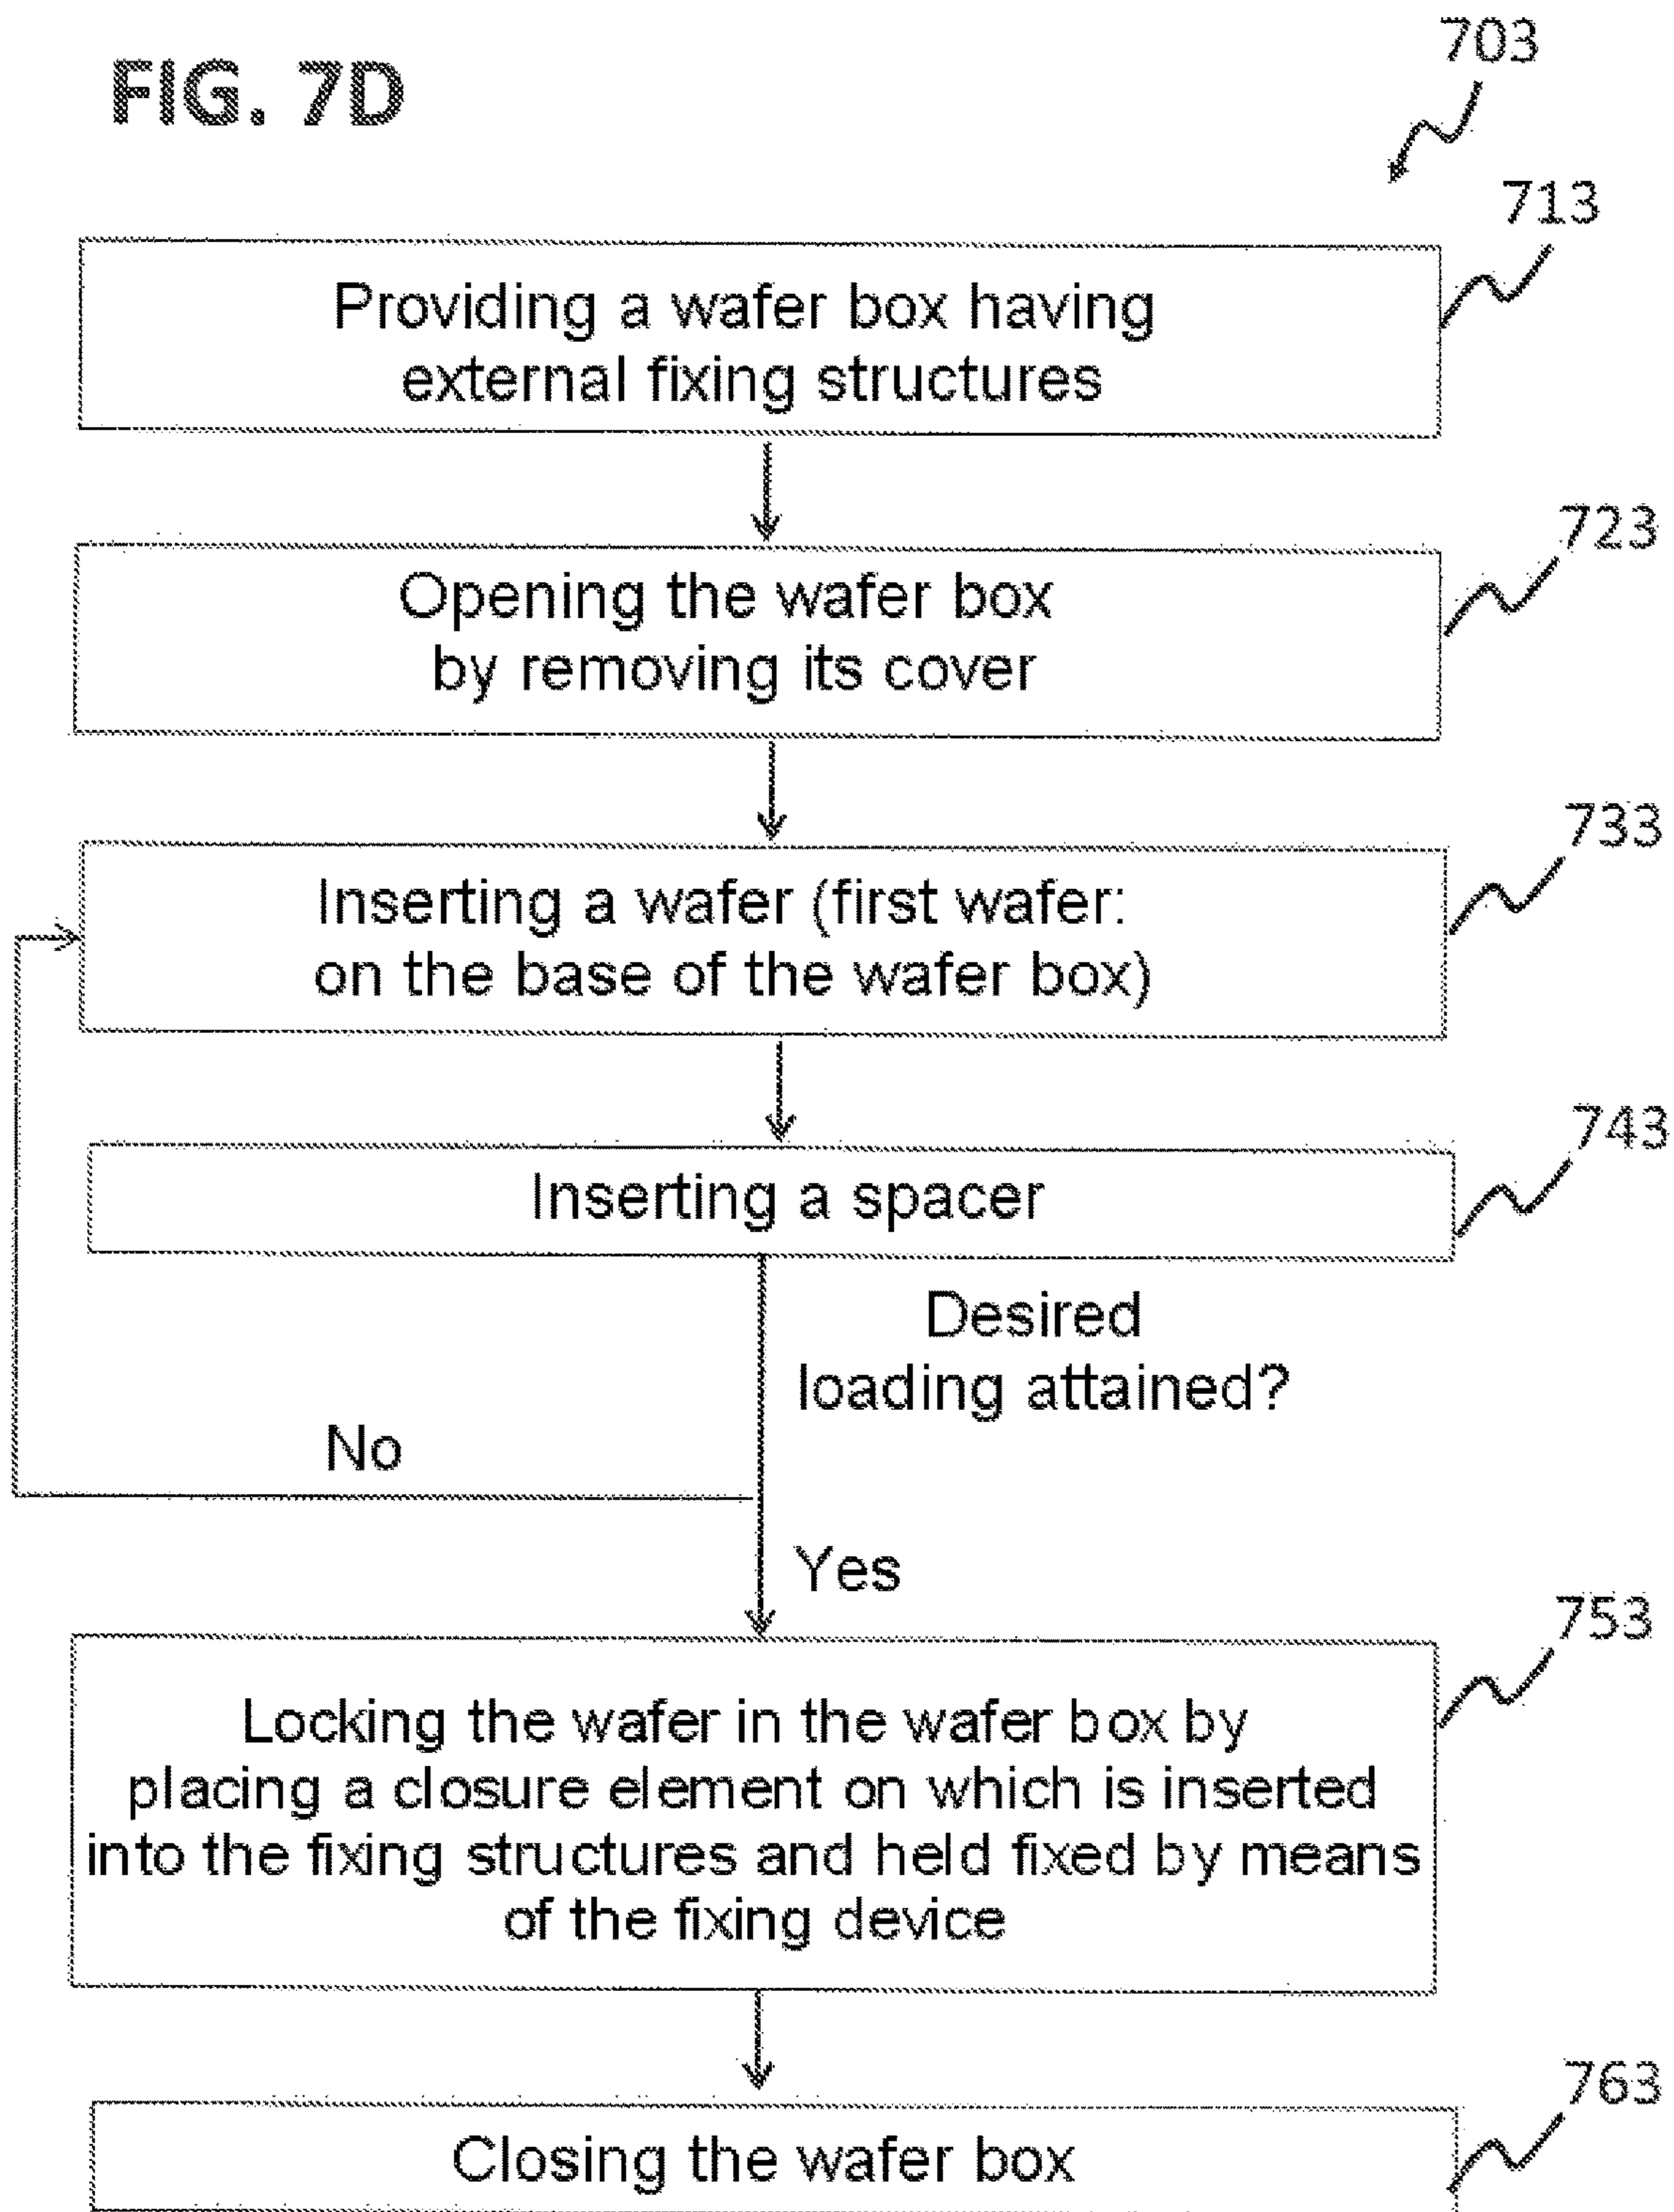 FIG. 7D
703
713
Providing a wafer box having
external fixing structures
723
Opening the wafer box
by removing its cover
733
Inserting a wafer (first wafer:
on the base of the wafer box)
743
Inserting a spacer
Desired
loading attained?
No
Yes
753
Locking the wafer in the wafer box by
placing a closure element on which is inserted
into the fixing structures and held fixed by means
of the fixing device
763
Closing the wafer box